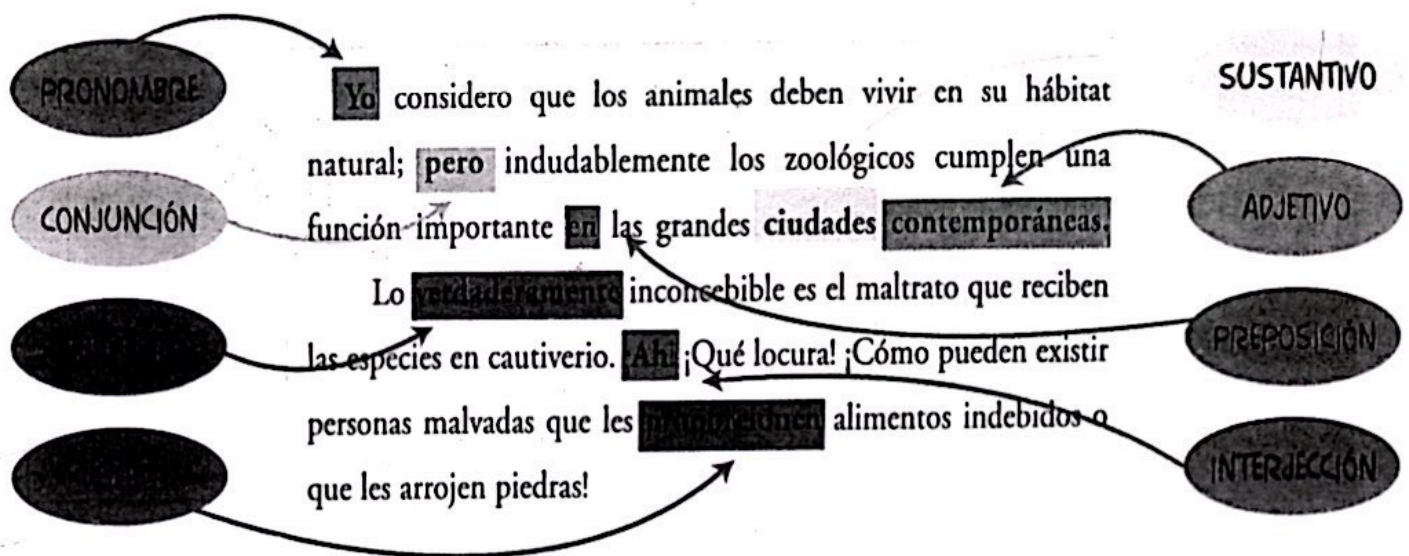 PRONOMBRE
CONJUNCIÓN
Yo considero que los animales deben vivir en su hábitat
natural; pero indudablemente los zoológicos cumplen una
función importante en las grandes ciudades contemporáneas.
Lo verdaderamente inconcebible es el maltrato que reciben
las especies en cautiverio. ¡Ah! ¡Qué locura! ¡Cómo pueden existir
personas malvadas que les proporcionen alimentos indebidos o
que les arrojen piedras!
SUSTANTIVO
ADJETIVO
PREPOSICIÓN
INTERJECCIÓN